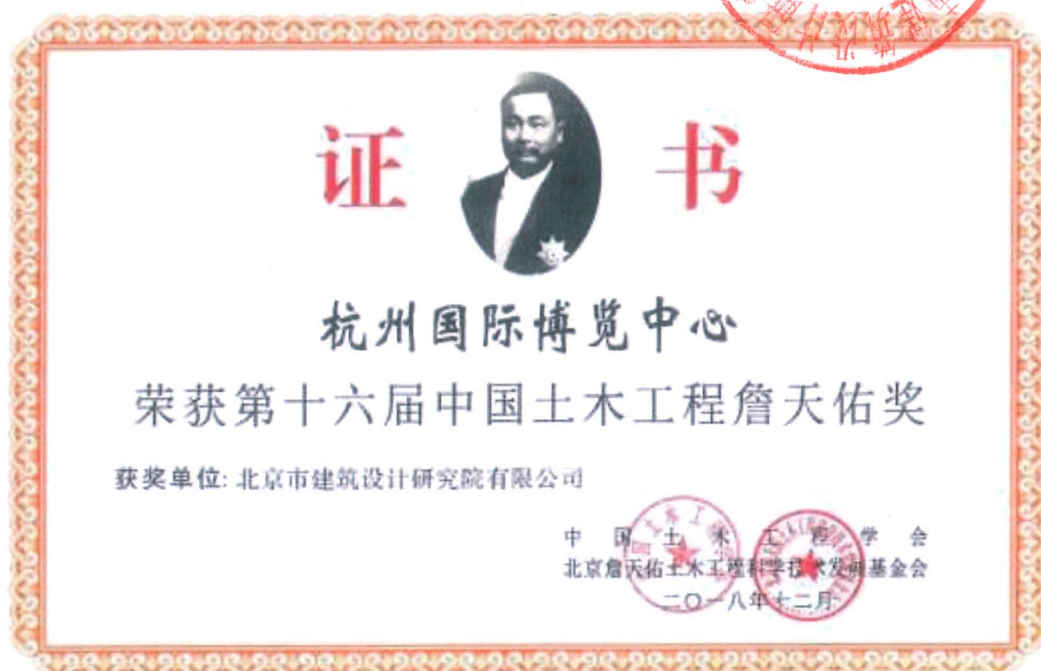 证 书
杭州国际博览中心
荣获第十六届中国土木工程詹天佑奖
获奖单位: 北京市建筑设计研究院有限公司
中国土木工程学会
北京詹天佑土木工程科学技术发展基金会
二〇一八年十二月